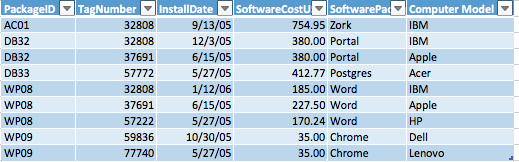 PackageID TagNumber InstallDate SoftwareCostU SoftwarePac Computer Model
AC01 32808 9/13/05 754.95 Zork IBM
DB32 32808 12/3/05 380.00 Portal IBM
DB32 37691 6/15/05 380.00 Portal Apple
DB33 57772 5/27/05 412.77 Postgres Acer
WP08 32808 1/12/06 185.00 Word IBM
WP08 37691 6/15/05 227.50 Word Apple
WP08 57222 5/27/05 170.24 Word HP
WP09 59836 10/30/05 35.00 Chrome Dell
WP09 77740 5/27/05 35.00 Chrome Lenovo